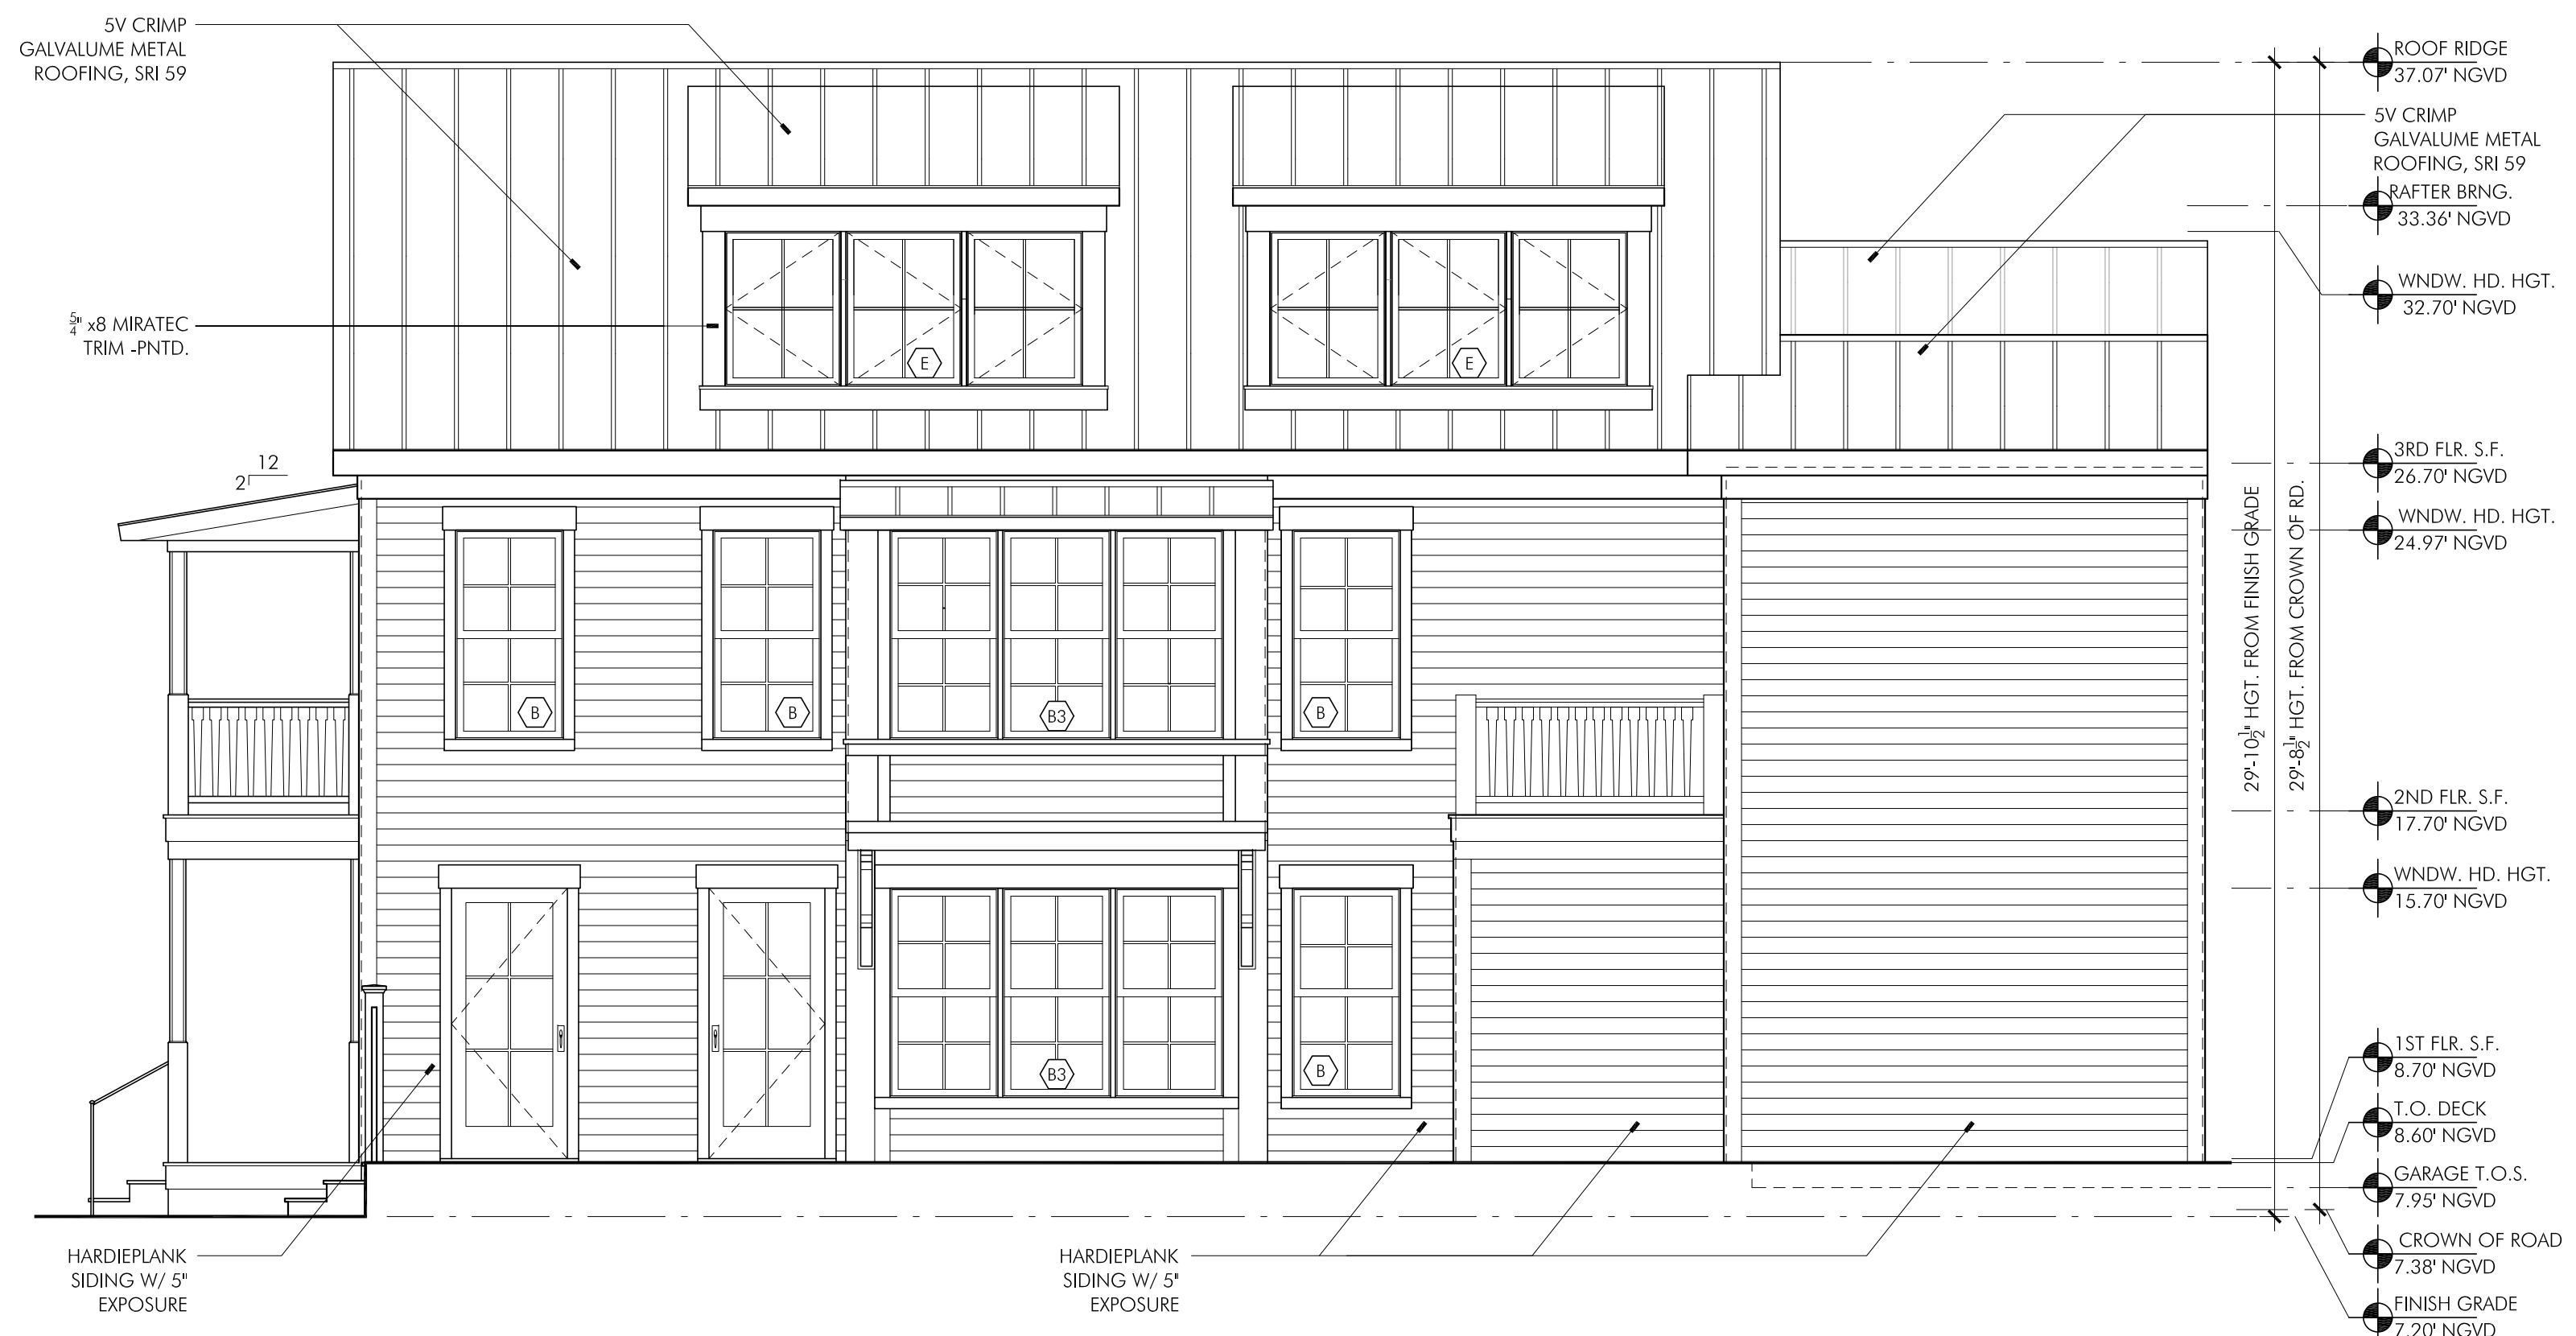 5V CRIMP
GALVALUME METAL
ROOFING, SRI 59
5/4" x8 MIRATEC
TRIM -PNTD.
12
2
E
E
B
B
B3
B
B3
B
HARDIEPLANK
SIDING W/ 5"
EXPOSURE
HARDIEPLANK
SIDING W/ 5"
EXPOSURE
29'-10 1/2" HGT. FROM FINISH GRADE
29'-8 1/2" HGT. FROM CROWN OF RD.
ROOF RIDGE
37.07' NGVD
5V CRIMP
GALVALUME METAL
ROOFING, SRI 59
RAFTER BRNG.
33.36' NGVD
WNDW. HD. HGT.
32.70' NGVD
3RD FLR. S.F.
26.70' NGVD
WNDW. HD. HGT.
24.97' NGVD
2ND FLR. S.F.
17.70' NGVD
WNDW. HD. HGT.
15.70' NGVD
1ST FLR. S.F.
8.70' NGVD
T.O. DECK
8.60' NGVD
GARAGE T.O.S.
7.95' NGVD
CROWN OF ROAD
7.38' NGVD
FINISH GRADE
7.20' NGVD